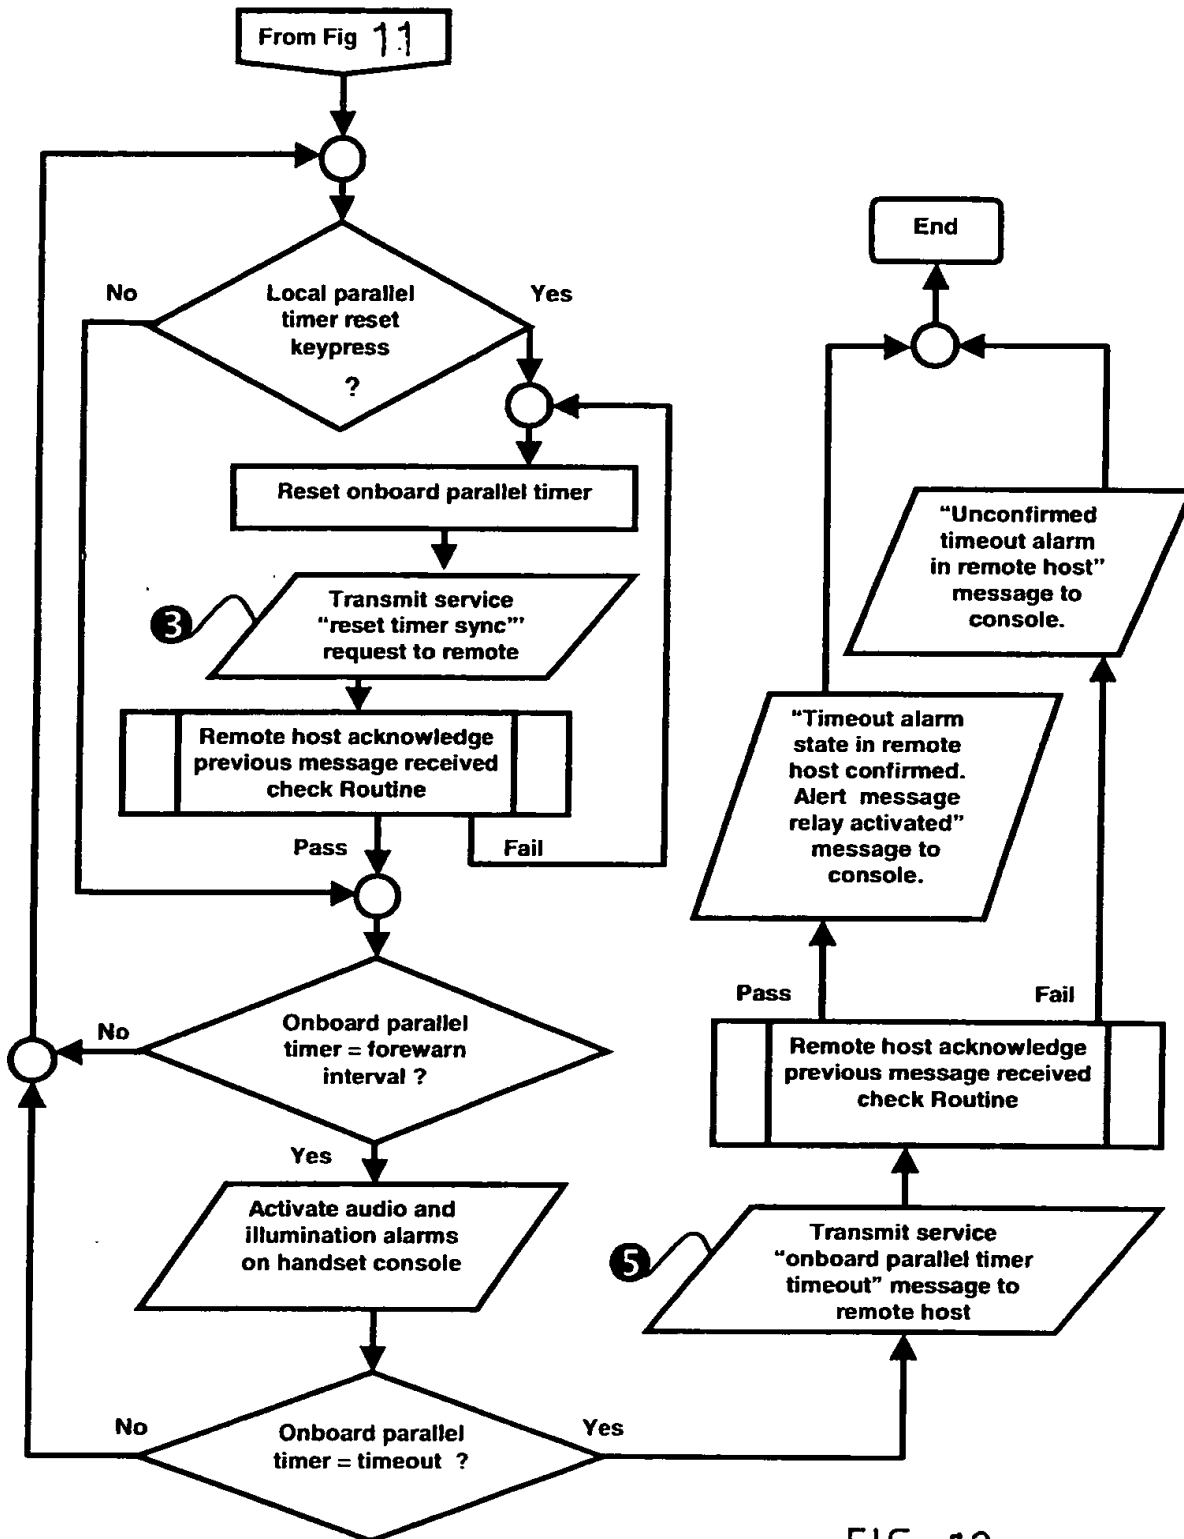 From Fig 11
End
No
Local parallel
timer reset
keypress
?
Yes
Reset onboard parallel timer
3
Transmit service
“reset timer sync”’
request to remote
Remote host acknowledge
previous message received
check Routine
Pass
Fail
“Unconfirmed
timeout alarm
in remote host”
message to
console.
“Timeout alarm
state in remote
host confirmed.
Alert message
relay activated”
message to
console.
No
Onboard parallel
timer = forewarn
interval ?
Yes
Pass
Fail
Remote host acknowledge
previous message received
check Routine
Activate audio and
illumination alarms
on handset console
5
Transmit service
“onboard parallel timer
timeout” message to
remote host
No
Onboard parallel
timer = timeout ?
Yes
FIG